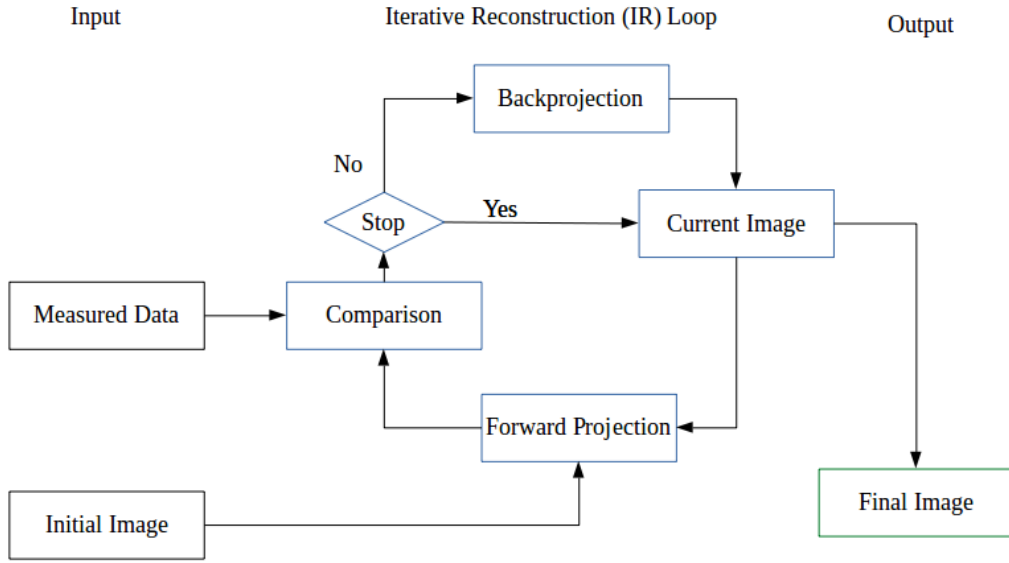 Input
Iterative Reconstruction (IR) Loop
Output
Backprojection
No
Stop
Yes
Current Image
Measured Data
Comparison
Forward Projection
Initial Image
Final Image